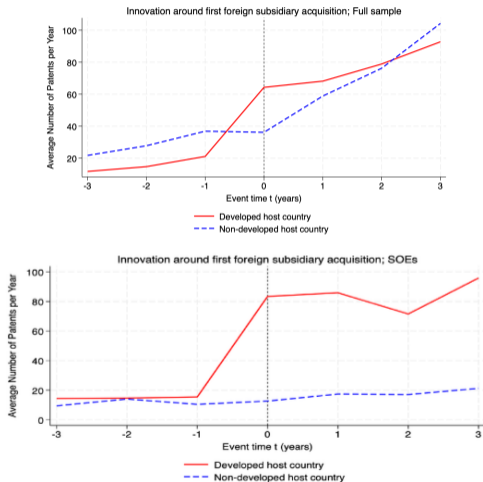 Innovation around first foreign subsidiary acquisition; Full sample
Average Number of Patents per Year
100
80
60
40
20
-3 -2 -1 0 1 2 3
Event time t (years)
Developed host country
Non-developed host country
Innovation around first foreign subsidiary acquisition; SOEs
Average Number of Patents per Year
100
80
60
40
20
0
-3 -2 -1 0 1 2 3
Event time t (years)
Developed host country
Non-developed host country